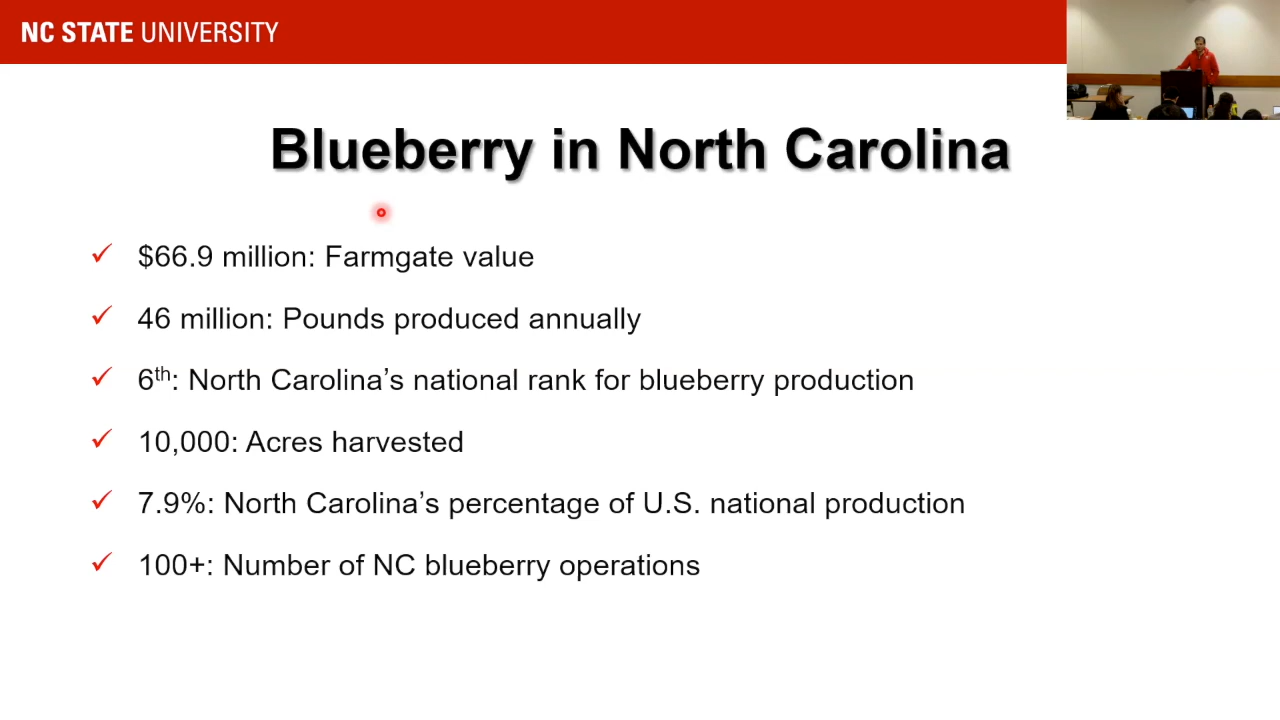 NC STATE UNIVERSITY
Blueberry in North Carolina
✓ $66.9 million: Farmgate value
✓ 46 million: Pounds produced annually
✓ 6th: North Carolina’s national rank for blueberry production
✓ 10,000: Acres harvested
✓ 7.9%: North Carolina’s percentage of U.S. national production
✓ 100+: Number of NC blueberry operations